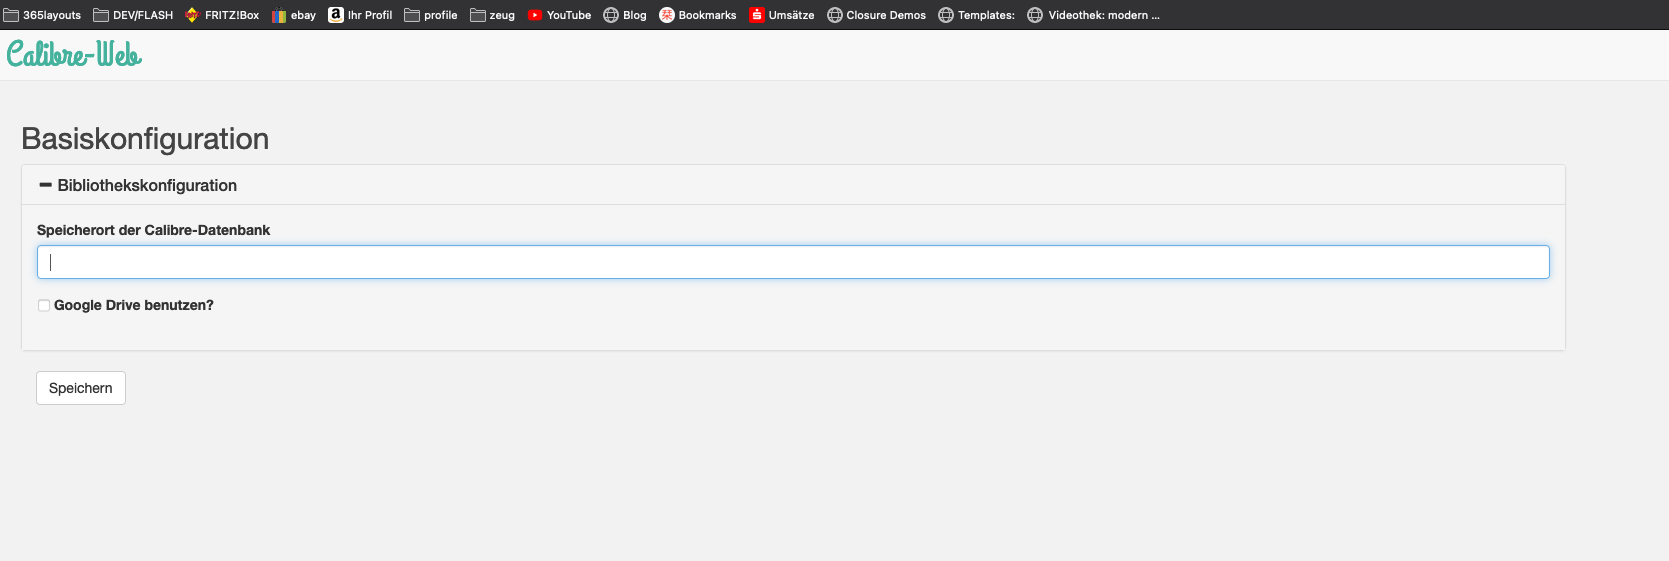 365layouts DEV/FLASH FRITZ!Box ebay Ihr Profil profile zeug YouTube Blog Bookmarks Umsätze Closure Demos Templates: Videothek: modern ...
Calibre-Web
Basiskonfiguration
Bibliothekskonfiguration
Speicherort der Calibre-Datenbank
Google Drive benutzen?
Speichern